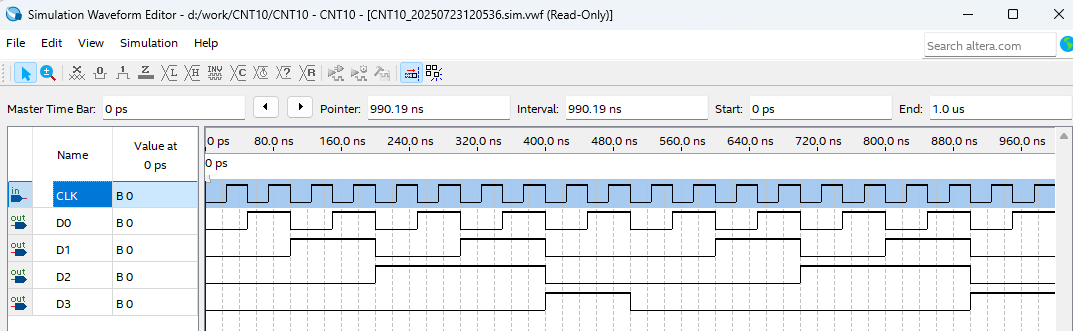 Simulation Waveform Editor - d:/work/CNT10/CNT10 - CNT10 - [CNT10_20250723120536.sim.vwf (Read-Only)]
File Edit View Simulation Help
Search altera.com
Master Time Bar: 0 ps Pointer: 990.19 ns Interval: 990.19 ns Start: 0 ps End: 1.0 us
Name Value at 0 ps
0 ps 80.0 ns 160.0 ns 240.0 ns 320.0 ns 400.0 ns 480.0 ns 560.0 ns 640.0 ns 720.0 ns 800.0 ns 880.0 ns 960.0 ns
0 ps
in CLK B 0
out D0 B 0
out D1 B 0
out D2 B 0
out D3 B 0